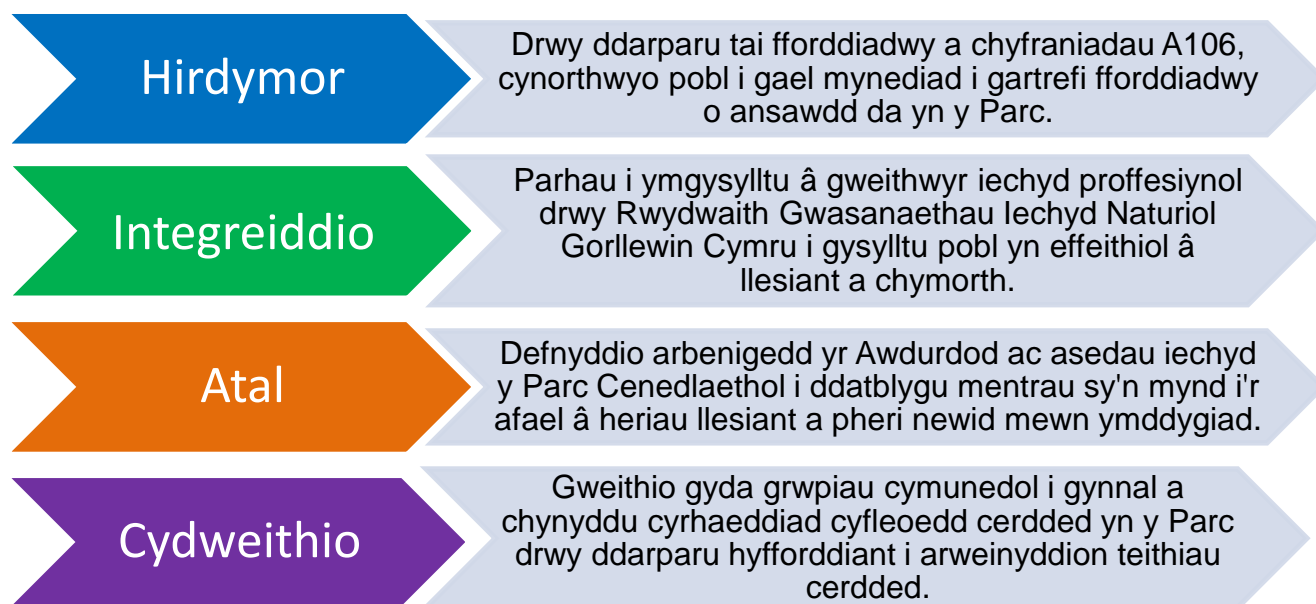 Hirdymor
Drwy ddarparu tai fforddiadwy a chyfraniadau A106,
cynorthwyo pobl i gael mynediad i gartrefi fforddiadwy
o ansawdd da yn y Parc.
Integreiddio
Parhau i ymgysylltu â gweithwyr iechyd proffesiynol
drwy Rwydwaith Gwasanaethau Iechyd Naturiol
Gorllewin Cymru i gysylltu pobl yn effeithiol â
llesiant a chymorth.
Atal
Defnyddio arbenigedd yr Awdurdod ac asedau iechyd
y Parc Cenedlaethol i ddatblygu mentrau sy'n mynd i'r
afael â heriau llesiant a pheri newid mewn ymddygiad.
Cydweithio
Gweithio gyda grwpiau cymunedol i gynnal a
chynyddu cyrhaeddiad cyfleoedd cerdded yn y Parc
drwy ddarparu hyfforddiant i arweinyddion teithiau
cerdded.